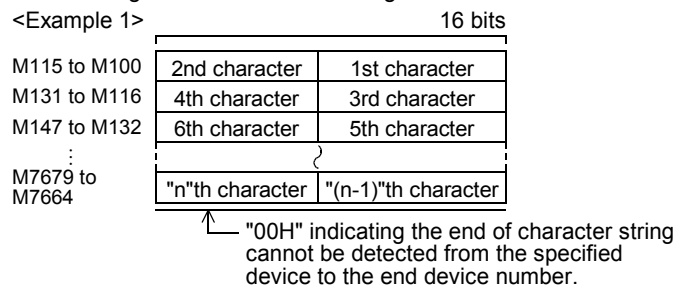 <Example 1>
16 bits
M115 to M100 2nd character 1st character
M131 to M116 4th character 3rd character
M147 to M132 6th character 5th character
⋮
M7679 to
M7664 "n"th character "(n-1)"th character
"00H" indicating the end of character string
cannot be detected from the specified
device to the end device number.